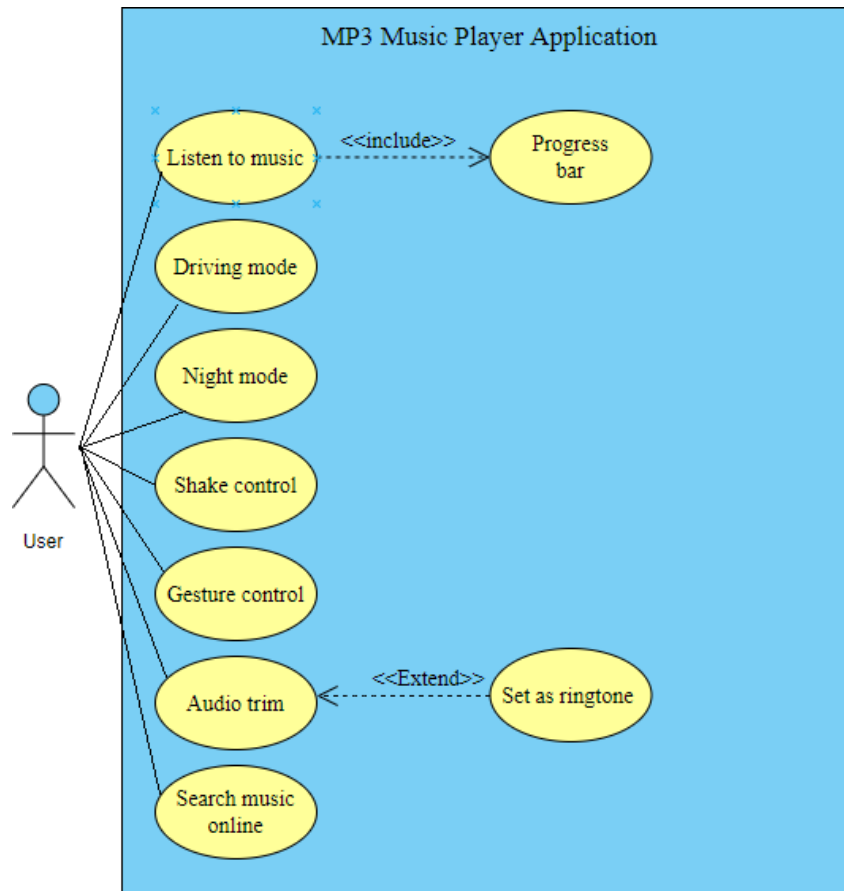 MP3 Music Player Application
Listen to music
<<include>>
Progress
bar
Driving mode
Night mode
Shake control
User
Gesture control
Audio trim
<<Extend>>
Set as ringtone
Search music
online